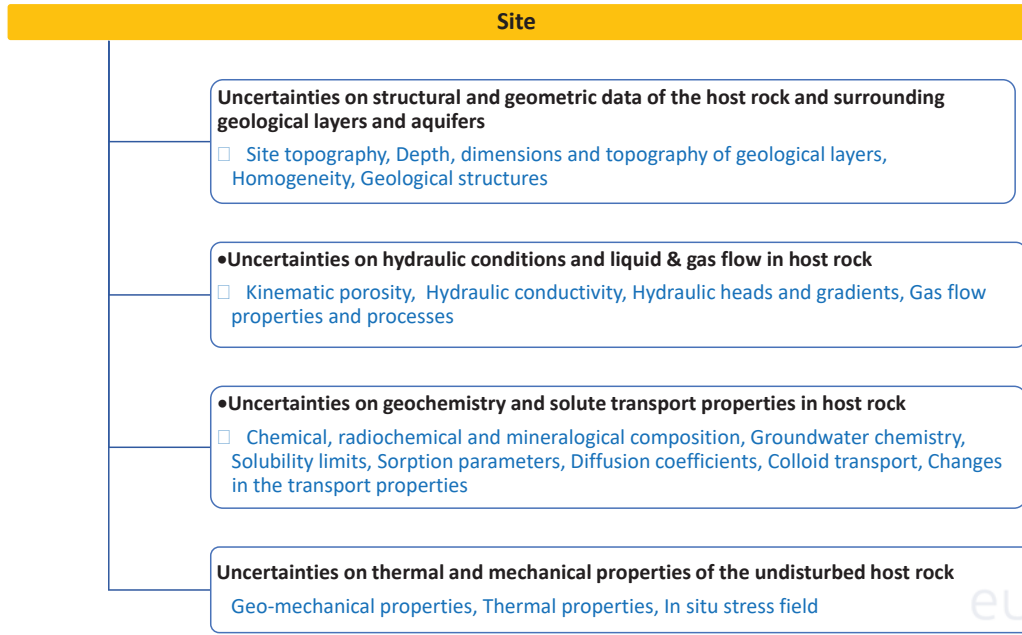 Site
Uncertainties on structural and geometric data of the host rock and surrounding
geological layers and aquifers
Site topography, Depth, dimensions and topography of geological layers,
Homogeneity, Geological structures
•Uncertainties on hydraulic conditions and liquid & gas flow in host rock
Kinematic porosity, Hydraulic conductivity, Hydraulic heads and gradients, Gas flow
properties and processes
•Uncertainties on geochemistry and solute transport properties in host rock
Chemical, radiochemical and mineralogical composition, Groundwater chemistry,
Solubility limits, Sorption parameters, Diffusion coefficients, Colloid transport, Changes
in the transport properties
Uncertainties on thermal and mechanical properties of the undisturbed host rock
Geo-mechanical properties, Thermal properties, In situ stress field
eu